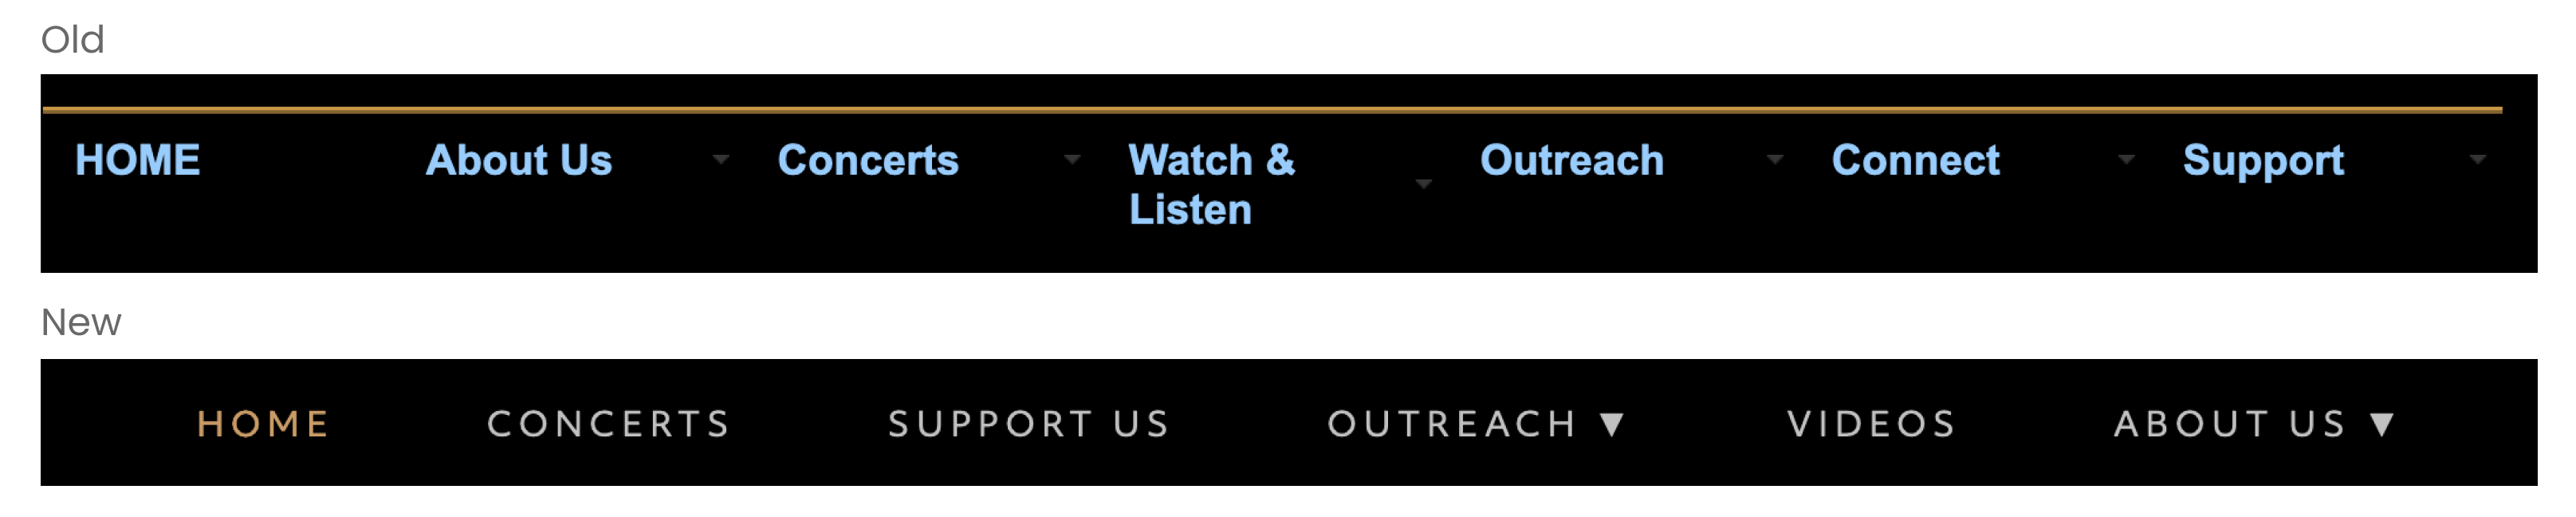 Old
HOME About Us Concerts Watch & Listen Outreach Connect Support
New
HOME CONCERTS SUPPORT US OUTREACH ▼ VIDEOS ABOUT US ▼